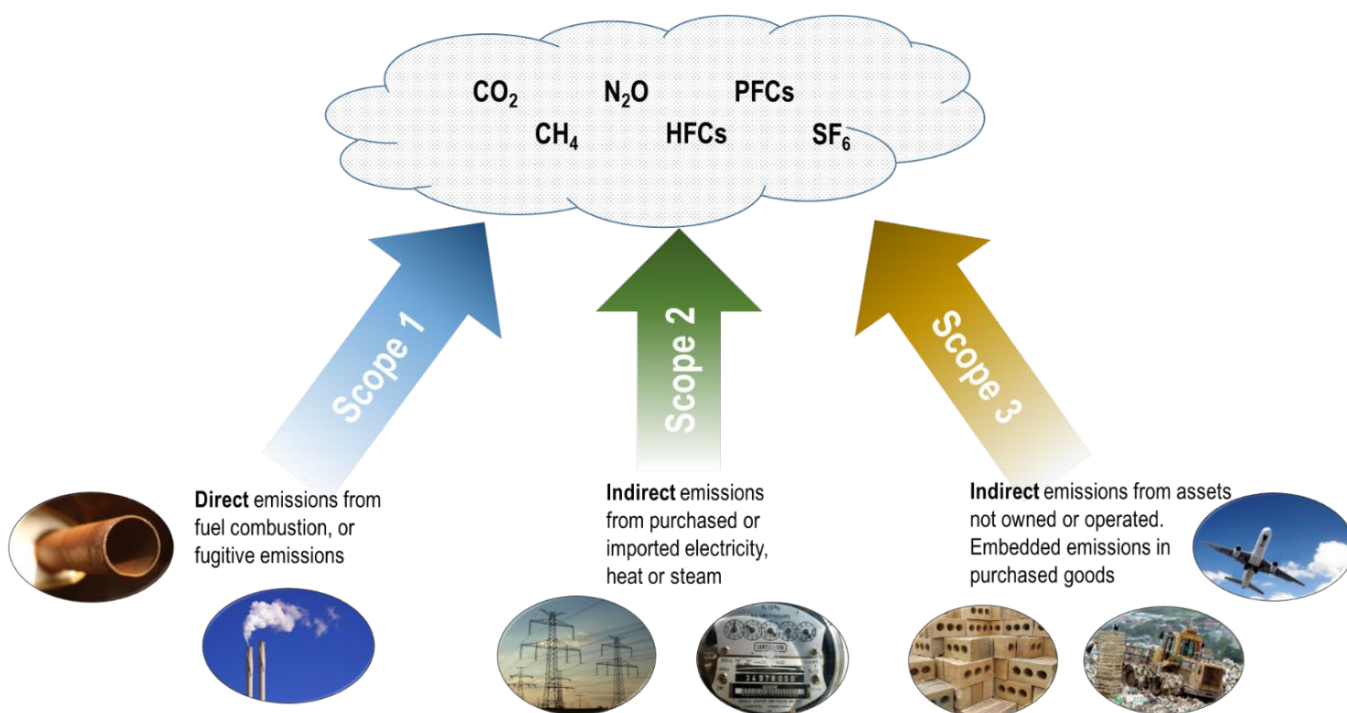 CO₂ N₂O PFCs
CH₄ HFCs SF₆
Scope 1
Scope 2
Scope 3
Direct emissions from
fuel combustion, or
fugitive emissions
Indirect emissions
from purchased or
imported electricity,
heat or steam
Indirect emissions from assets
not owned or operated.
Embedded emissions in
purchased goods
34978050